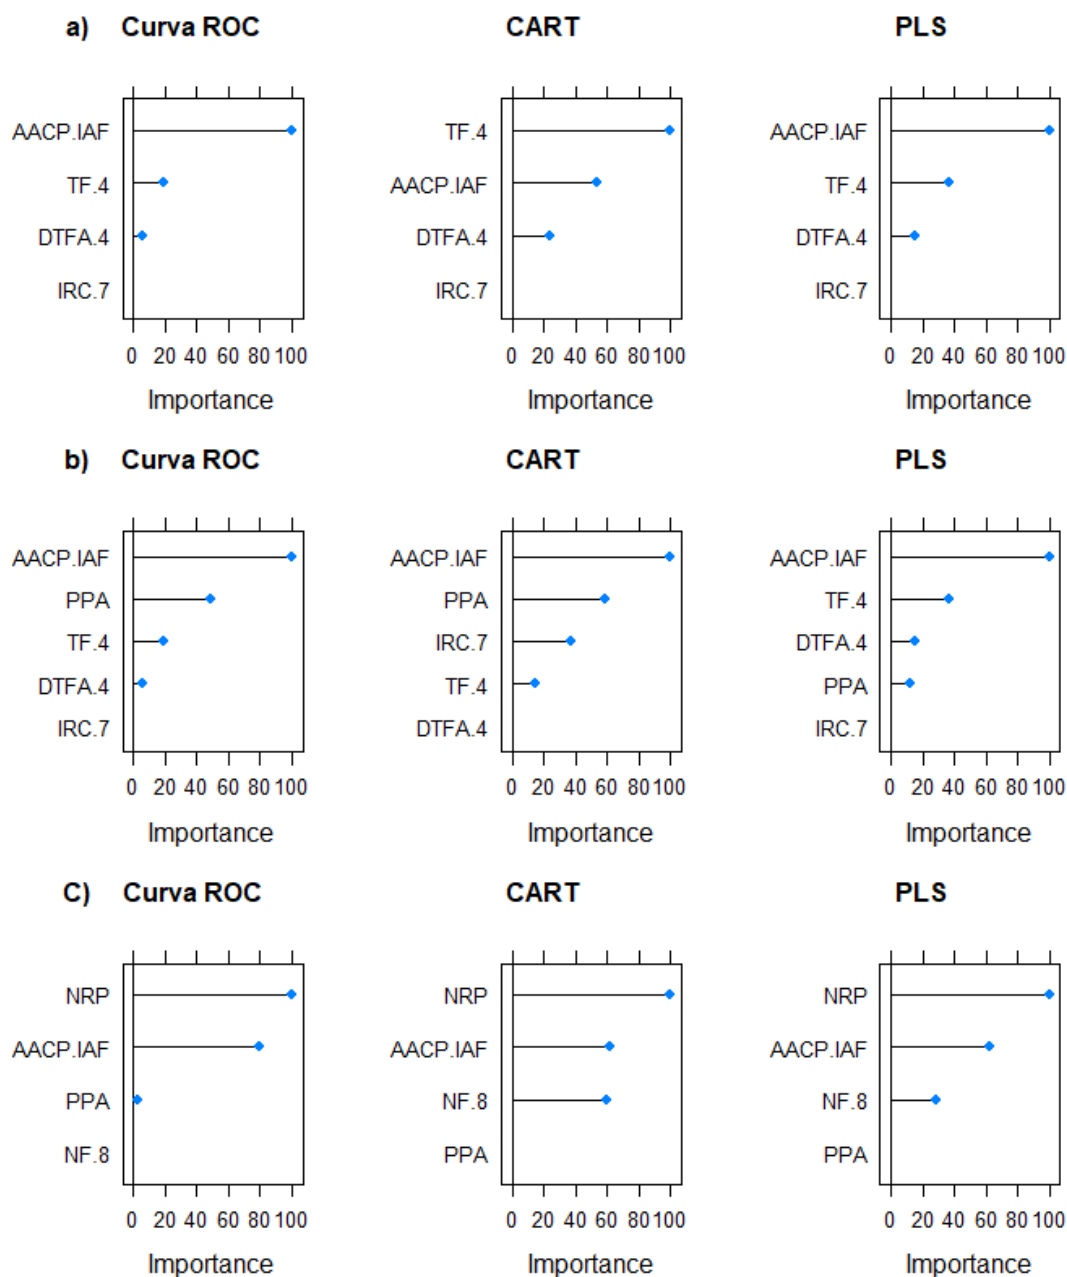 a) Curva ROC CART PLS
AACP.IAF TF.4 AACP.IAF
TF.4 AACP.IAF TF.4
DTFA.4 DTFA.4 DTFA.4
IRC.7 IRC.7 IRC.7
0 20 40 60 80 100 0 20 40 60 80 100 0 20 40 60 80 100
Importance Importance Importance
b) Curva ROC CART PLS
AACP.IAF AACP.IAF AACP.IAF
PPA PPA TF.4
TF.4 IRC.7 DTFA.4
DTFA.4 TF.4 PPA
IRC.7 DTFA.4 IRC.7
0 20 40 60 80 100 0 20 40 60 80 100 0 20 40 60 80 100
Importance Importance Importance
C) Curva ROC CART PLS
NRP NRP NRP
AACP.IAF AACP.IAF AACP.IAF
PPA NF.8 NF.8
NF.8 PPA PPA
0 20 40 60 80 100 0 20 40 60 80 100 0 20 40 60 80 100
Importance Importance Importance